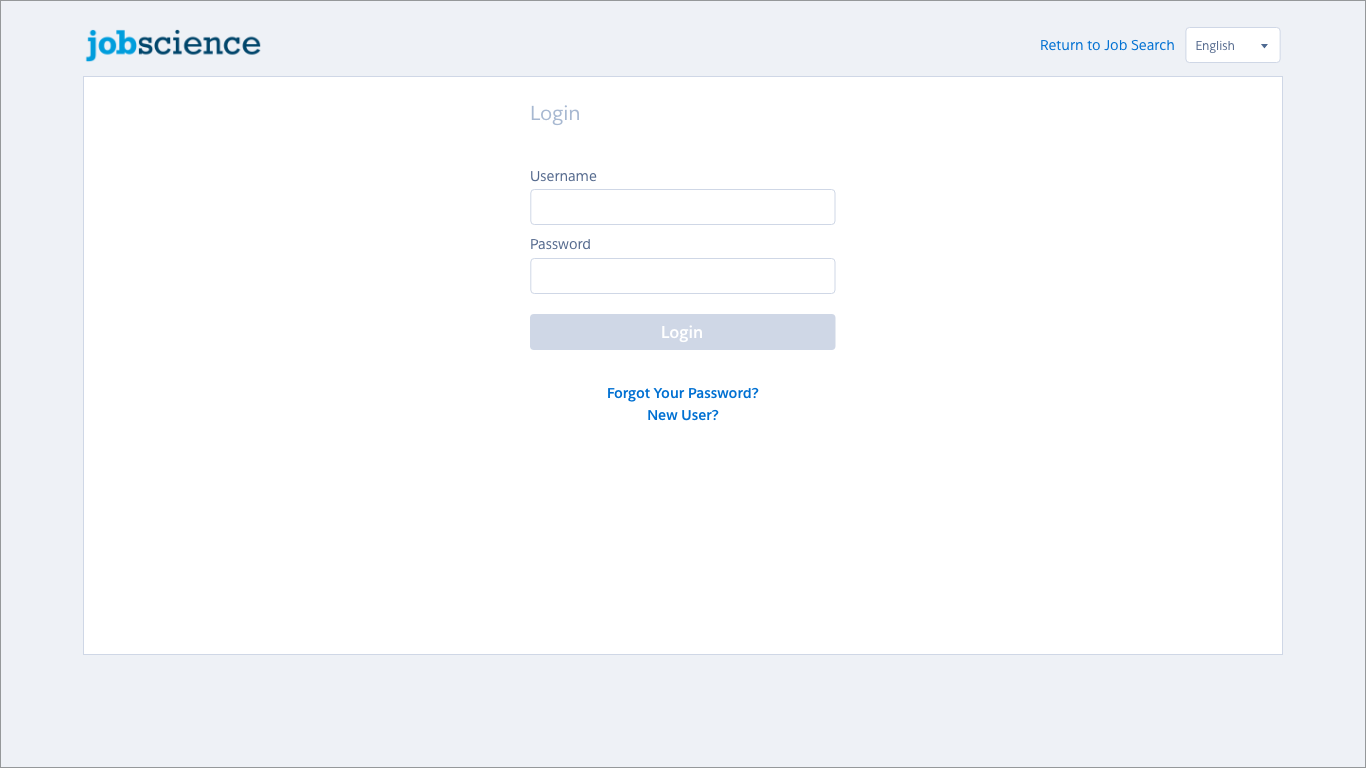 jobscience
Return to Job Search
English
Login
Username
Password
Login
Forgot Your Password?
New User?